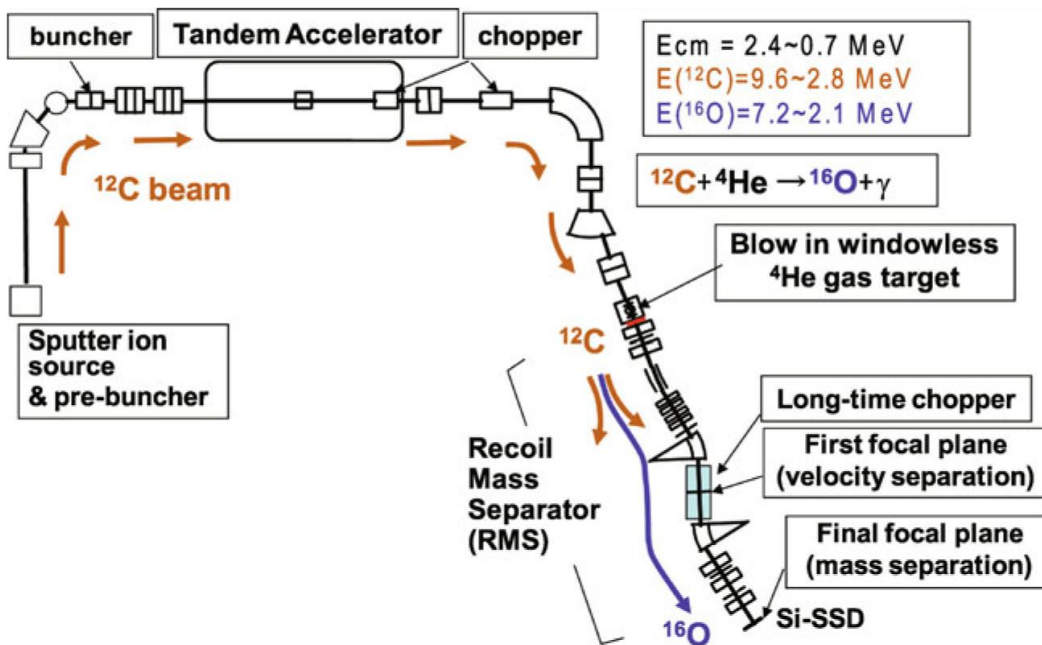 buncher
Tandem Accelerator
chopper
Ecm = 2.4~0.7 MeV
E(¹²C)=9.6~2.8 MeV
E(¹⁶O)=7.2~2.1 MeV
¹²C beam
¹²C+⁴He →¹⁶O+γ
Blow in windowless
⁴He gas target
Sputter ion
source
& pre-buncher
¹²C
Long-time chopper
First focal plane
(velocity separation)
Recoil
Mass
Separator
(RMS)
Final focal plane
(mass separation)
Si-SSD
¹⁶O